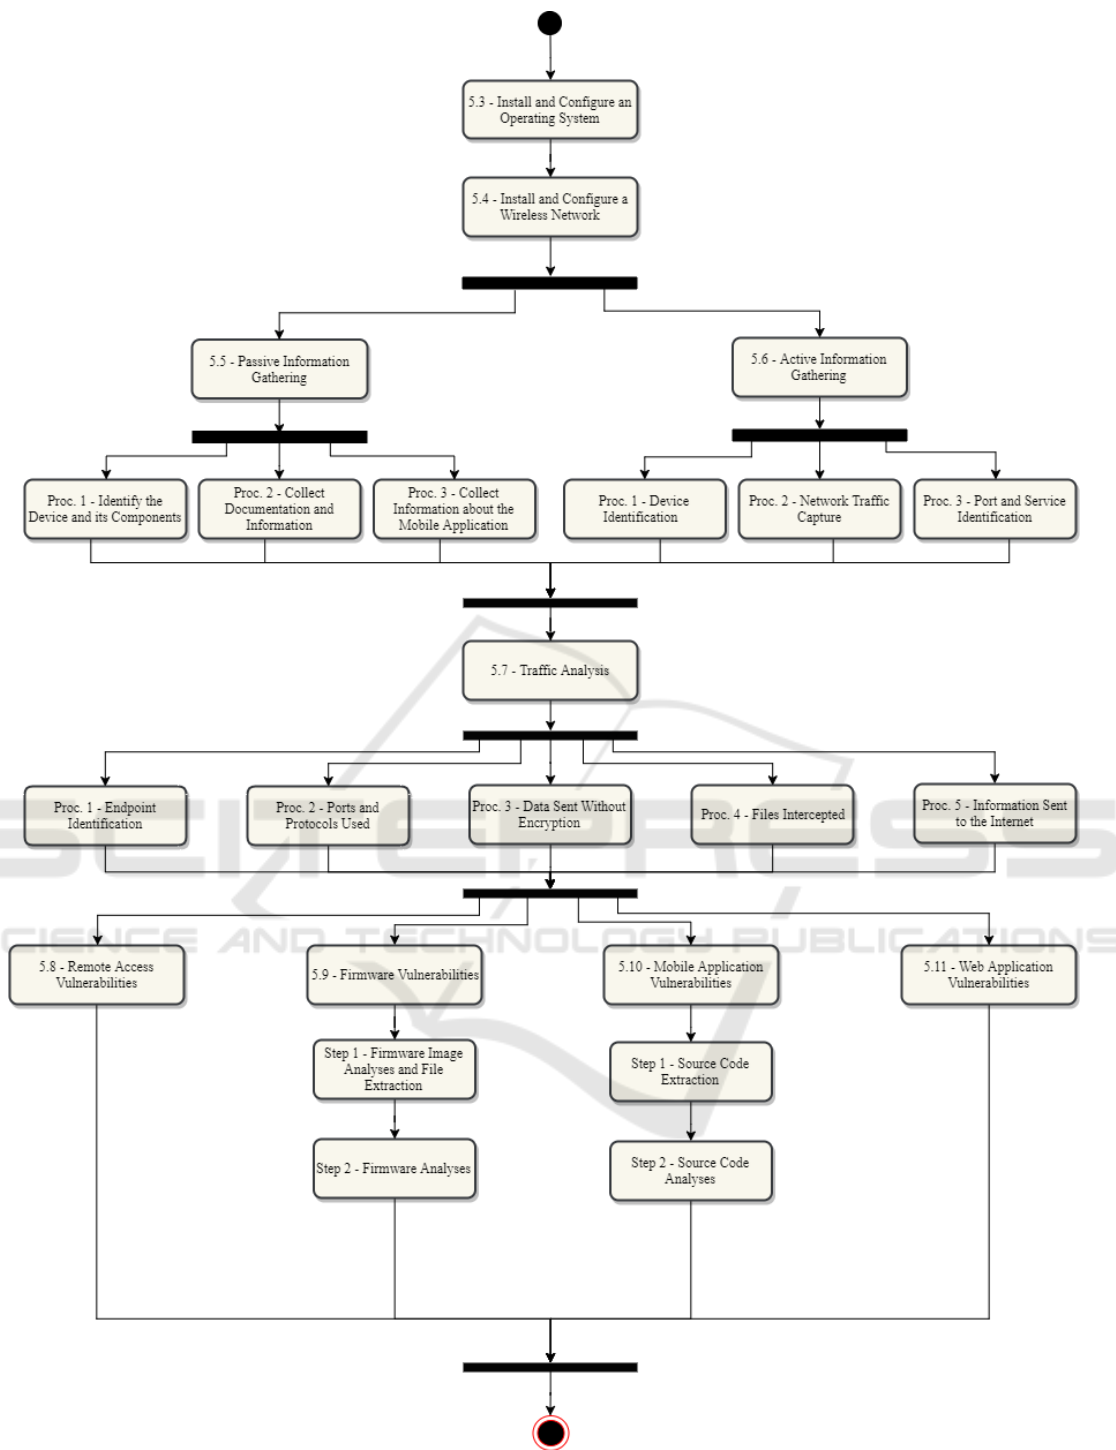 5.3 - Install and Configure an
Operating System
5.4 - Install and Configure a
Wireless Network
5.5 - Passive Information
Gathering
5.6 - Active Information
Gathering
Proc. 1 - Identify the
Device and its Components
Proc. 2 - Collect
Documentation and
Information
Proc. 3 - Collect
Information about the
Mobile Application
Proc. 1 - Device
Identification
Proc. 2 - Network Traffic
Capture
Proc. 3 - Port and Service
Identification
5.7 - Traffic Analysis
Proc. 1 - Endpoint
Identification
Proc. 2 - Ports and
Protocols Used
Proc. 3 - Data Sent Without
Encryption
Proc. 4 - Files Intercepted
Proc. 5 - Information Sent
to the Internet
SCITEPRESS
CIENCE AND TECHNOLOGY PUBLICATIONS
5.8 - Remote Access
Vulnerabilities
5.9 - Firmware Vulnerabilities
5.10 - Mobile Application
Vulnerabilities
5.11 - Web Application
Vulnerabilities
Step 1 - Firmware Image
Analyses and File
Extraction
Step 1 - Source Code
Extraction
Step 2 - Firmware Analyses
Step 2 - Source Code
Analyses